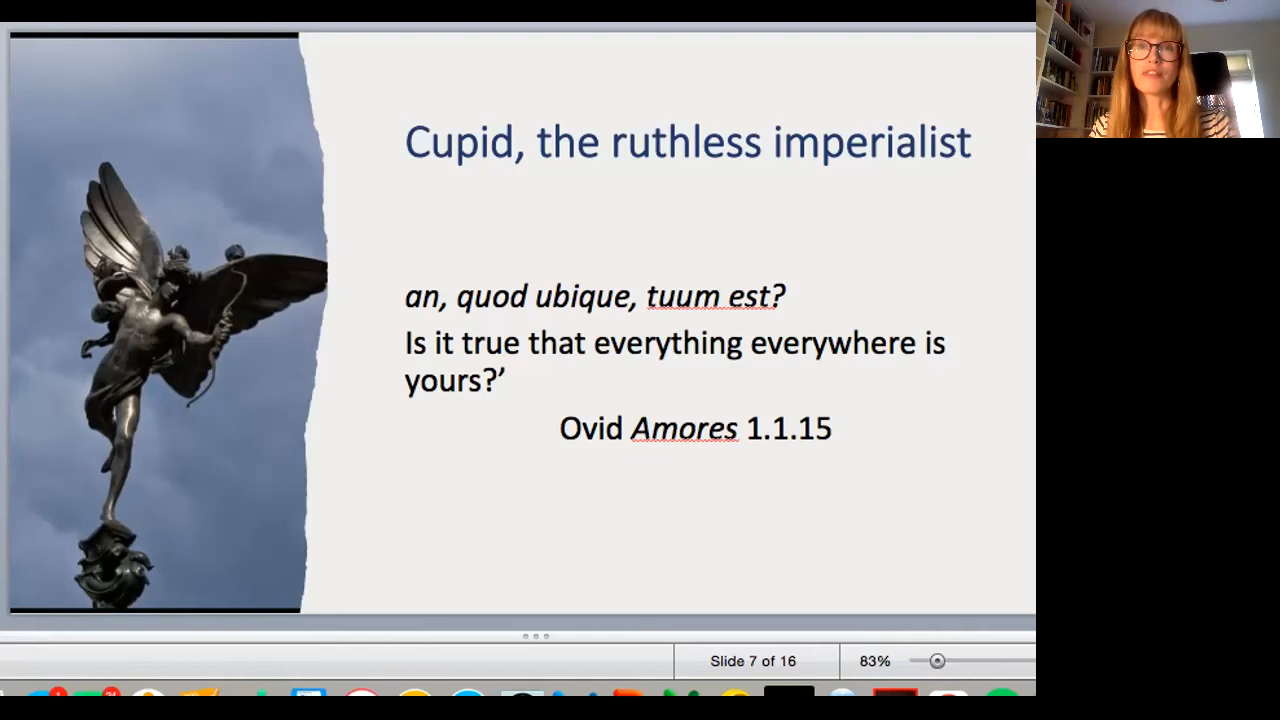 Cupid, the ruthless imperialist
an, quod ubique, tuum est?
Is it true that everything everywhere is
yours?’
Ovid Amores 1.1.15
Slide 7 of 16
83%